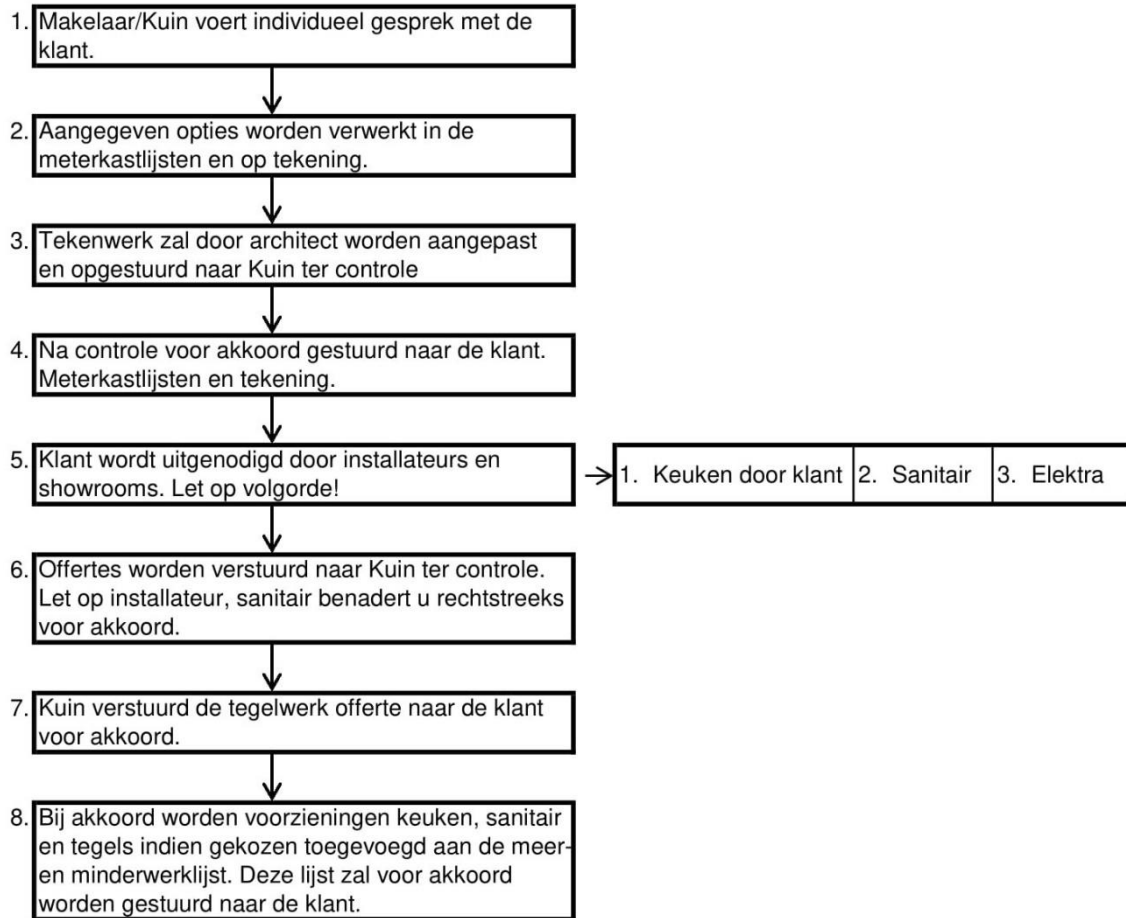 1. Makelaar/Kuin voert individueel gesprek met de
klant.
2. Aangegeven opties worden verwerkt in de
meterkastlijsten en op tekening.
3. Tekenwerk zal door architect worden aangepast
en opgestuurd naar Kuin ter controle
4. Na controle voor akkoord gestuurd naar de klant.
Meterkastlijsten en tekening.
5. Klant wordt uitgenodigd door installateurs en
showrooms. Let op volgorde!
1. Keuken door klant 2. Sanitair 3. Elektra
6. Offertes worden verstuurd naar Kuin ter controle.
Let op installateur, sanitair benadert u rechtstreeks
voor akkoord.
7. Kuin verstuurd de tegelwerk offerte naar de klant
voor akkoord.
8. Bij akkoord worden voorzieningen keuken, sanitair
en tegels indien gekozen toegevoegd aan de meer-
en minderwerklijst. Deze lijst zal voor akkoord
worden gestuurd naar de klant.